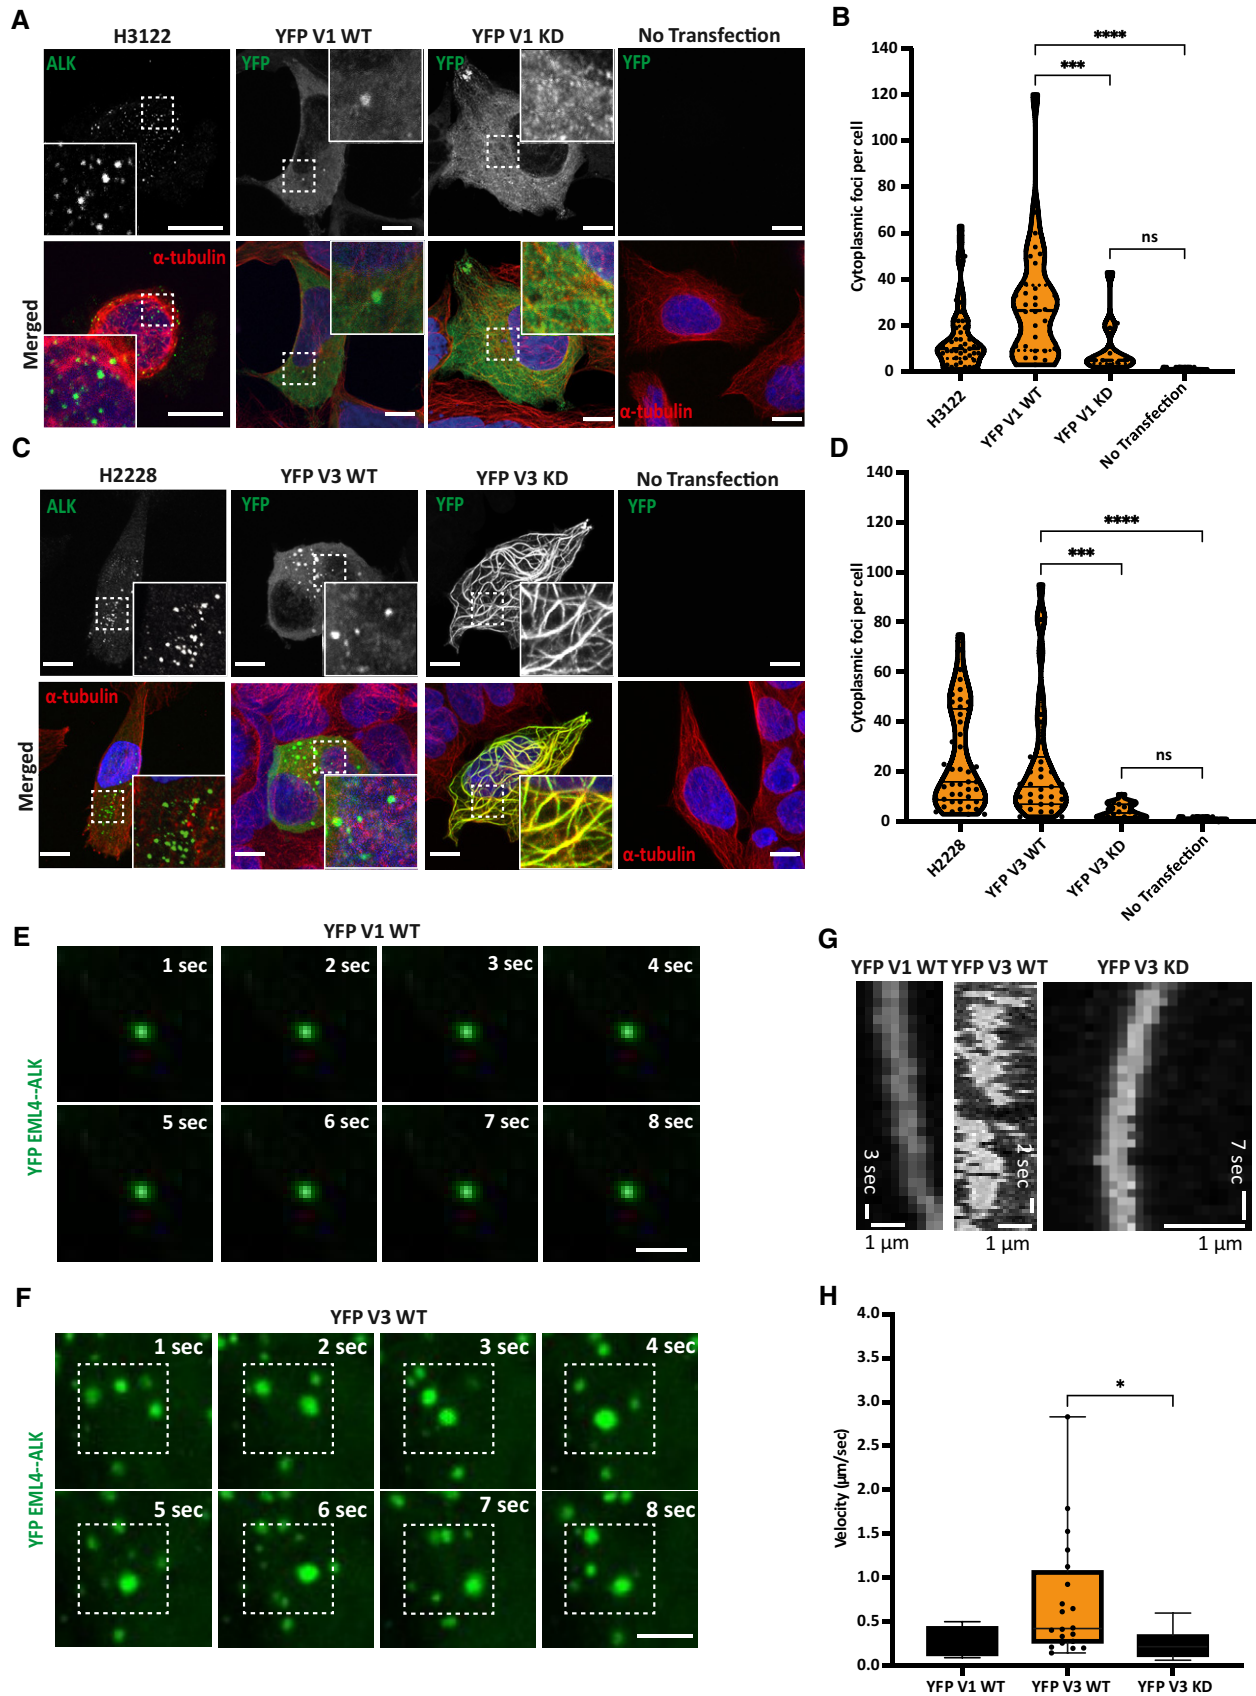 A
H3122
YFP V1 WT
YFP V1 KD
No Transfection
ALK
YFP
YFP
YFP
Merged
α-tubulin
α-tubulin
B
Cytoplasmic foci per cell
140
120
100
80
60
40
20
0
****
***
ns
H3122
YFP V1 WT
YFP V1 KD
No Transfection
C
H2228
YFP V3 WT
YFP V3 KD
No Transfection
ALK
YFP
YFP
YFP
Merged
α-tubulin
α-tubulin
D
Cytoplasmic foci per cell
140
120
100
80
60
40
20
0
****
***
ns
H2228
YFP V3 WT
YFP V3 KD
No Transfection
E
YFP V1 WT
YFP EML4--ALK
1 sec
2 sec
3 sec
4 sec
5 sec
6 sec
7 sec
8 sec
F
YFP V3 WT
YFP EML4--ALK
1 sec
2 sec
3 sec
4 sec
5 sec
6 sec
7 sec
8 sec
G
YFP V1 WT
YFP V3 WT
YFP V3 KD
3 sec
2 sec
7 sec
1 µm
1 µm
1 µm
H
Velocity (µm/sec)
4.0
3.5
3.0
2.5
2.0
1.5
1.0
0.5
0.0
*
YFP V1 WT
YFP V3 WT
YFP V3 KD